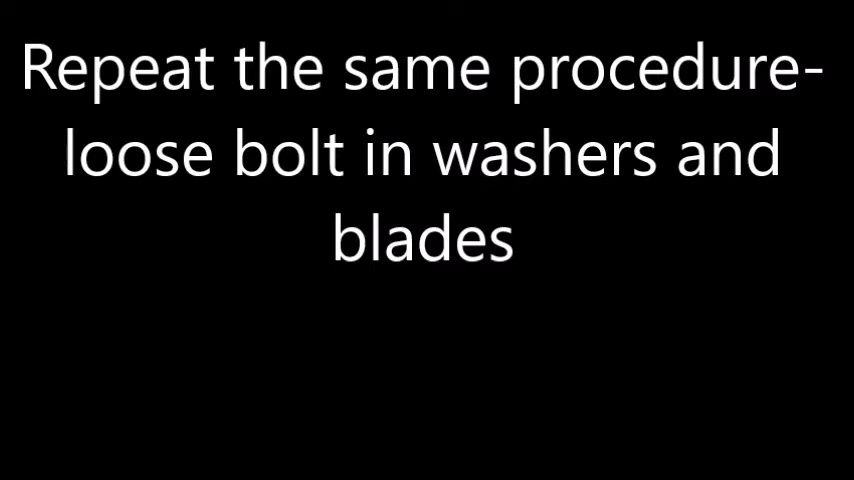 Repeat the same procedure-
loose bolt in washers and
blades